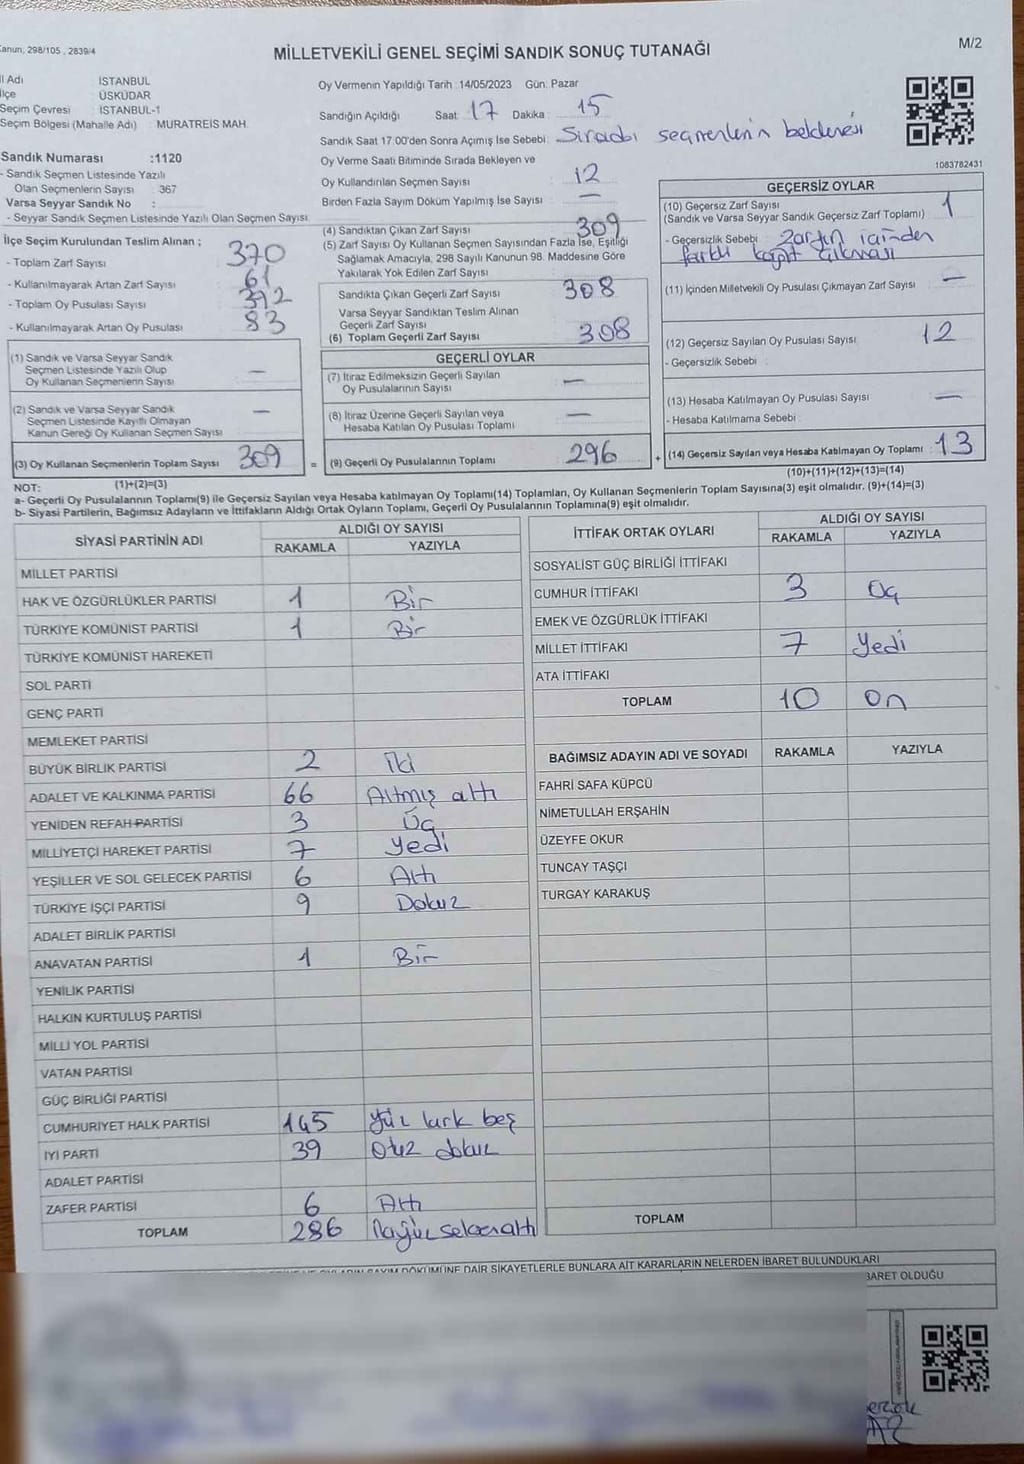 Kanun, 298/105, 2839/4
MİLLETVEKİLİ GENEL SEÇİMİ SANDIK SONUÇ TUTANAĞI
M/2
İl Adı İSTANBUL
İlçe ÜSKÜDAR
Seçim Çevresi : İSTANBUL-1
Seçim Bölgesi (Mahalle Adı) : MURATREİS MAH.
Sandık Numarası :1120
- Sandık Seçmen Listesinde Yazılı
Olan Seçmenlerin Sayısı : 367
Varsa Seyyar Sandık No :
- Seyyar Sandık Seçmen Listesinde Yazılı Olan Seçmen Sayısı
İlçe Seçim Kurulundan Teslim Alınan ;
- Toplam Zarf Sayısı 370
- Kullanılmayarak Artan Zarf Sayısı 61
- Toplam Oy Pusulası Sayısı 392
- Kullanılmayarak Artan Oy Pusulası 83
(1) Sandık ve Varsa Seyyar Sandık
Seçmen Listesinde Yazılı Olup
Oy Kullanan Seçmenlerin Sayısı —
(2) Sandık ve Varsa Seyyar Sandık
Seçmen Listesinde Kayıtlı Olmayan
Kanun Gereği Oy Kullanan Seçmen Sayısı —
(3) Oy Kullanan Seçmenlerin Toplam Sayısı 309
(1)+(2)=(3)
Oy Vermenin Yapıldığı Tarih :14/05/2023 Gün: Pazar
Sandığın Açıldığı Saat: 17 Dakika: 15
Sandık Saat 17.00'den Sonra Açımış İse Sebebi: Sıradaki seçmenlerin beklemesi
Oy Verme Saati Bitiminde Sırada Bekleyen ve
Oy Kullandırılan Seçmen Sayısı 12
Birden Fazla Sayım Döküm Yapılmış İse Sayısı —
(4) Sandıktan Çıkan Zarf Sayısı 309
(5) Zarf Sayısı Oy Kullanan Seçmen Sayısından Fazla İse, Eşitliği
Sağlamak Amacıyla, 298 Sayılı Kanunun 98. Maddesine Göre
Yakılarak Yok Edilen Zarf Sayısı
Sandıkta Çıkan Geçerli Zarf Sayısı 308
Varsa Seyyar Sandıktan Teslim Alınan
Geçerli Zarf Sayısı
(6) Toplam Geçerli Zarf Sayısı 308
GEÇERLİ OYLAR
(7) İtiraz Edilmeksizin Geçerli Sayılan
Oy Pusulalarının Sayısı —
(8) İtiraz Üzerine Geçerli Sayılan veya
Hesaba Katılan Oy Pusulası Toplamı —
= (9) Geçerli Oy Pusulalarının Toplamı 296
1083782431
GEÇERSİZ OYLAR
(10) Geçersiz Zarf Sayısı 1
(Sandık ve Varsa Seyyar Sandık Geçersiz Zarf Toplamı)
- Geçersizlik Sebebi : Zarfın içinden
farklı kağıt çıkması
(11) İçinden Milletvekili Oy Pusulası Çıkmayan Zarf Sayısı —
(12) Geçersiz Sayılan Oy Pusulası Sayısı 12
- Geçersizlik Sebebi :
(13) Hesaba Katılmayan Oy Pusulası Sayısı —
- Hesaba Katılmama Sebebi :
+ (14) Geçersiz Sayılan veya Hesaba Katılmayan Oy Toplamı : 13
(10)+(11)+(12)+(13)=(14)
NOT:
a- Geçerli Oy Pusulalarının Toplamı(9) ile Geçersiz Sayılan veya Hesaba katılmayan Oy Toplamı(14) Toplamları, Oy Kullanan Seçmenlerin Toplam Sayısına(3) eşit olmalıdır. (9)+(14)=(3)
b- Siyasi Partilerin, Bağımsız Adayların ve İttifakların Aldığı Ortak Oyların Toplamı, Geçerli Oy Pusulalarının Toplamına(9) eşit olmalıdır.
SİYASİ PARTİNİN ADI ALDIĞI OY SAYISI
RAKAMLA YAZIYLA
MİLLET PARTİSİ
HAK VE ÖZGÜRLÜKLER PARTİSİ 1 Bir
TÜRKİYE KOMÜNİST PARTİSİ 1 Bir
TÜRKİYE KOMÜNİST HAREKETİ
SOL PARTİ
GENÇ PARTİ
MEMLEKET PARTİSİ
BÜYÜK BİRLİK PARTİSİ 2 İki
ADALET VE KALKINMA PARTİSİ 66 Altmış altı
YENİDEN REFAH PARTİSİ 3 Üç
MİLLİYETÇİ HAREKET PARTİSİ 7 Yedi
YEŞİLLER VE SOL GELECEK PARTİSİ 6 Altı
TÜRKİYE İŞÇİ PARTİSİ 9 Dokuz
ADALET BİRLİK PARTİSİ
ANAVATAN PARTİSİ 1 Bir
YENİLİK PARTİSİ
HALKIN KURTULUŞ PARTİSİ
MİLLİ YOL PARTİSİ
VATAN PARTİSİ
GÜÇ BİRLİĞİ PARTİSİ
CUMHURİYET HALK PARTİSİ 145 Yüz kırk beş
İYİ PARTİ 39 Otuz dokuz
ADALET PARTİSİ
ZAFER PARTİSİ 6 Altı
TOPLAM 286 İkiyüz seksenaltı
İTTİFAK ORTAK OYLARI ALDIĞI OY SAYISI
RAKAMLA YAZIYLA
SOSYALİST GÜÇ BİRLİĞİ İTTİFAKI
CUMHUR İTTİFAKI 3 Üç
EMEK VE ÖZGÜRLÜK İTTİFAKI
MİLLET İTTİFAKI 7 Yedi
ATA İTTİFAKI
TOPLAM 10 On
BAĞIMSIZ ADAYIN ADI VE SOYADI RAKAMLA YAZIYLA
FAHRİ SAFA KÜPCÜ
NİMETULLAH ERŞAHİN
ÜZEYFE OKUR
TUNCAY TAŞÇI
TURGAY KARAKUŞ
TOPLAM
DÖKÜMÜNE DAİR ŞİKAYETLERLE BUNLARA AİT KARARLARIN NELERDEN İBARET BULUNDUKLARI
BARET OLDUĞU